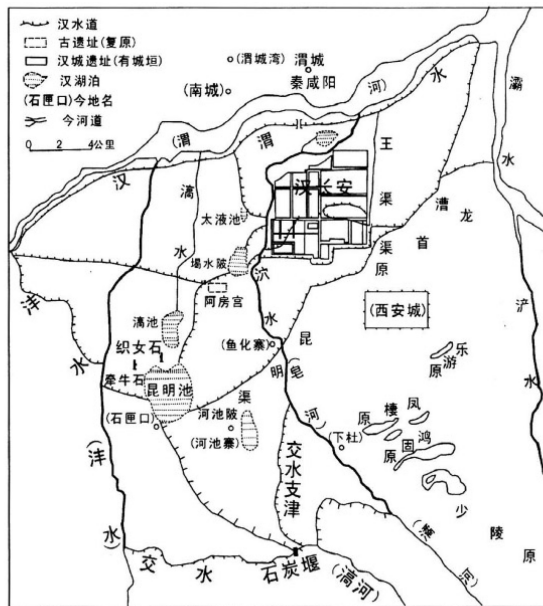 汉水道
古遗址(复原)
汉城遗址(有城垣)
汉湖泊
(石匣口)今地名
今河道
0 2 4公里
(渭城湾)
渭城
秦咸阳
(南城)
(渭河)
渭水
灞水
汉
滈水
王渠
汉长安
太液池
堨水陂
泬水
阿房宫
漕渠
龙首原
浐水
沣水
(西安城)
滈池
织女石
牵牛石
昆明池
(石匣口)
(鱼化寨)
昆明渠
(皂河)
乐游原
河池陂
(河池寨)
(下杜)
凤栖原
鸿固原
少陵原
(沣水)
交水支津
交水
石炭堰
(滈河)